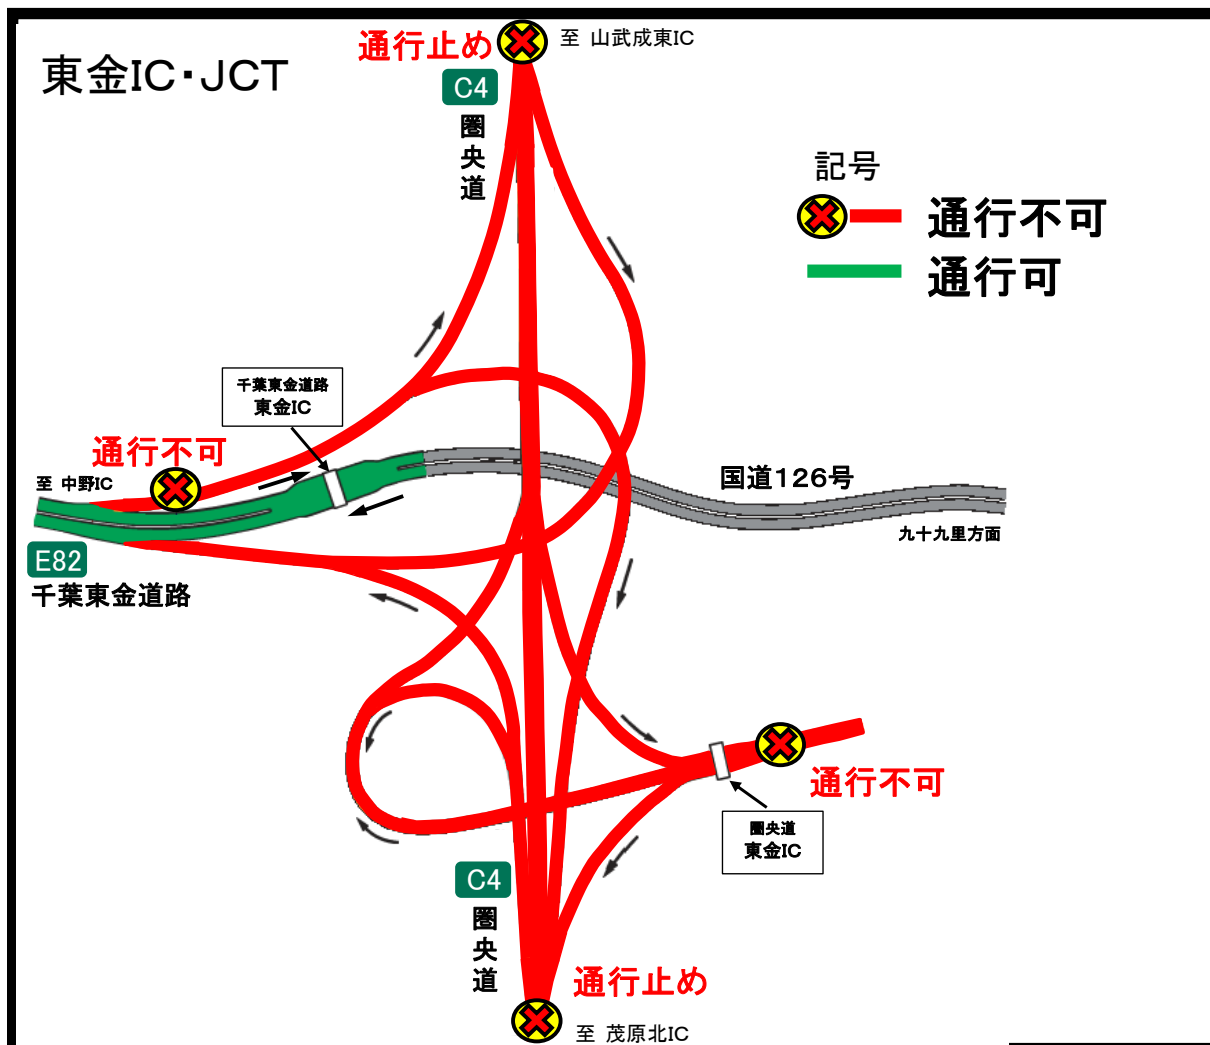 東金IC・JCT
通行止め
至 山武成東IC
C4
圏央道
記号
通行不可
通行可
千葉東金道路
東金IC
通行不可
至 中野IC
国道126号
九十九里方面
E82
千葉東金道路
通行不可
圏央道
東金IC
C4
圏央道
通行止め
至 茂原北IC